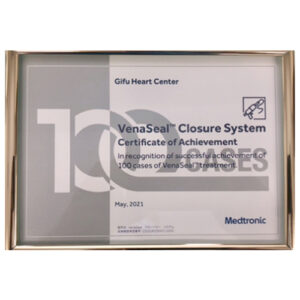 Gifu Heart Center
100
CASES
VenaSeal™ Closure System
Certificate of Achievement
In recognition of successful achievement of
100 cases of VenaSeal™ treatment.
May, 2021
Medtronic